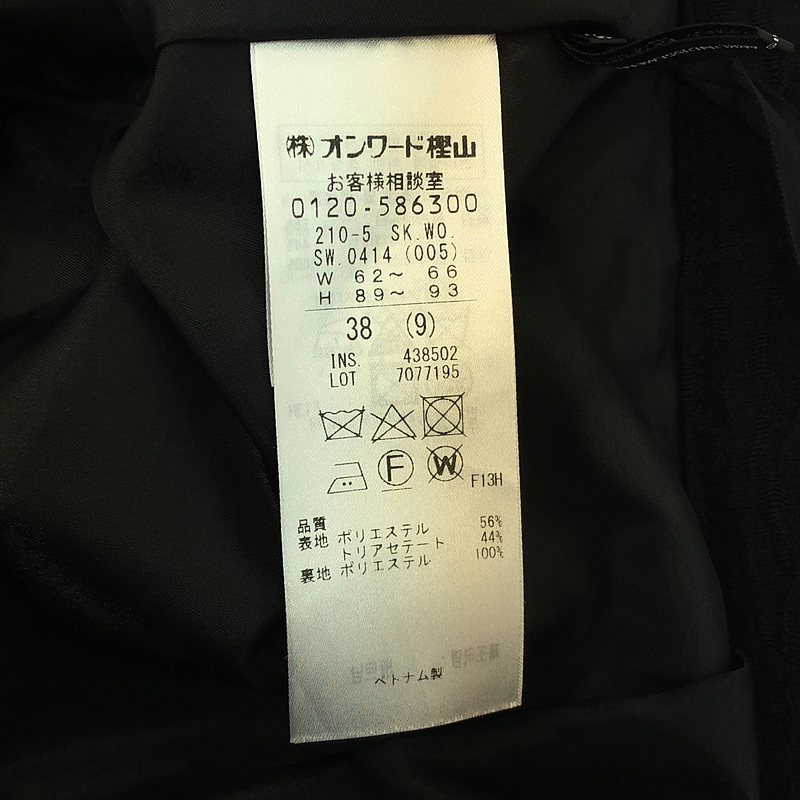 ㈱オンワード樫山
お客様相談室
0120-586300
210-5 SK.WO.
SW.0414 (005)
W 62～ 66
H 89～ 93
38 (9)
INS. 438502
LOT 7077195
F
W
F13H
品質
表地 ポリエステル 56%
トリアセテート 44%
裏地 ポリエステル 100%
ベトナム製